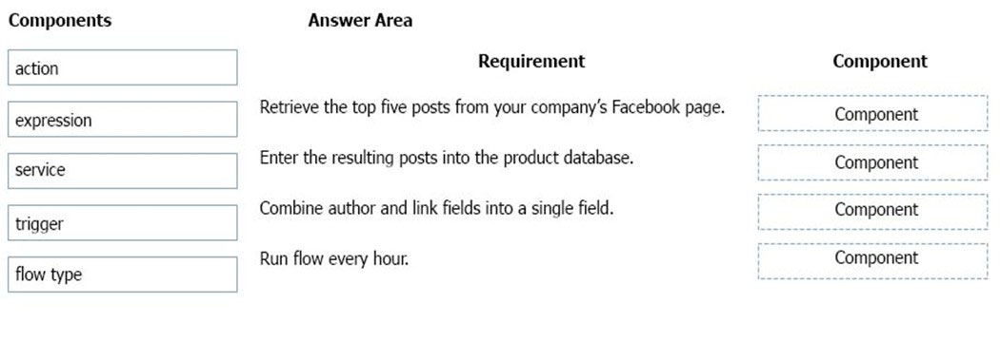 Components
Answer Area
Requirement
Component
action
Retrieve the top five posts from your company's Facebook page.
Component
expression
Enter the resulting posts into the product database.
Component
service
Combine author and link fields into a single field.
Component
trigger
Run flow every hour.
Component
flow type